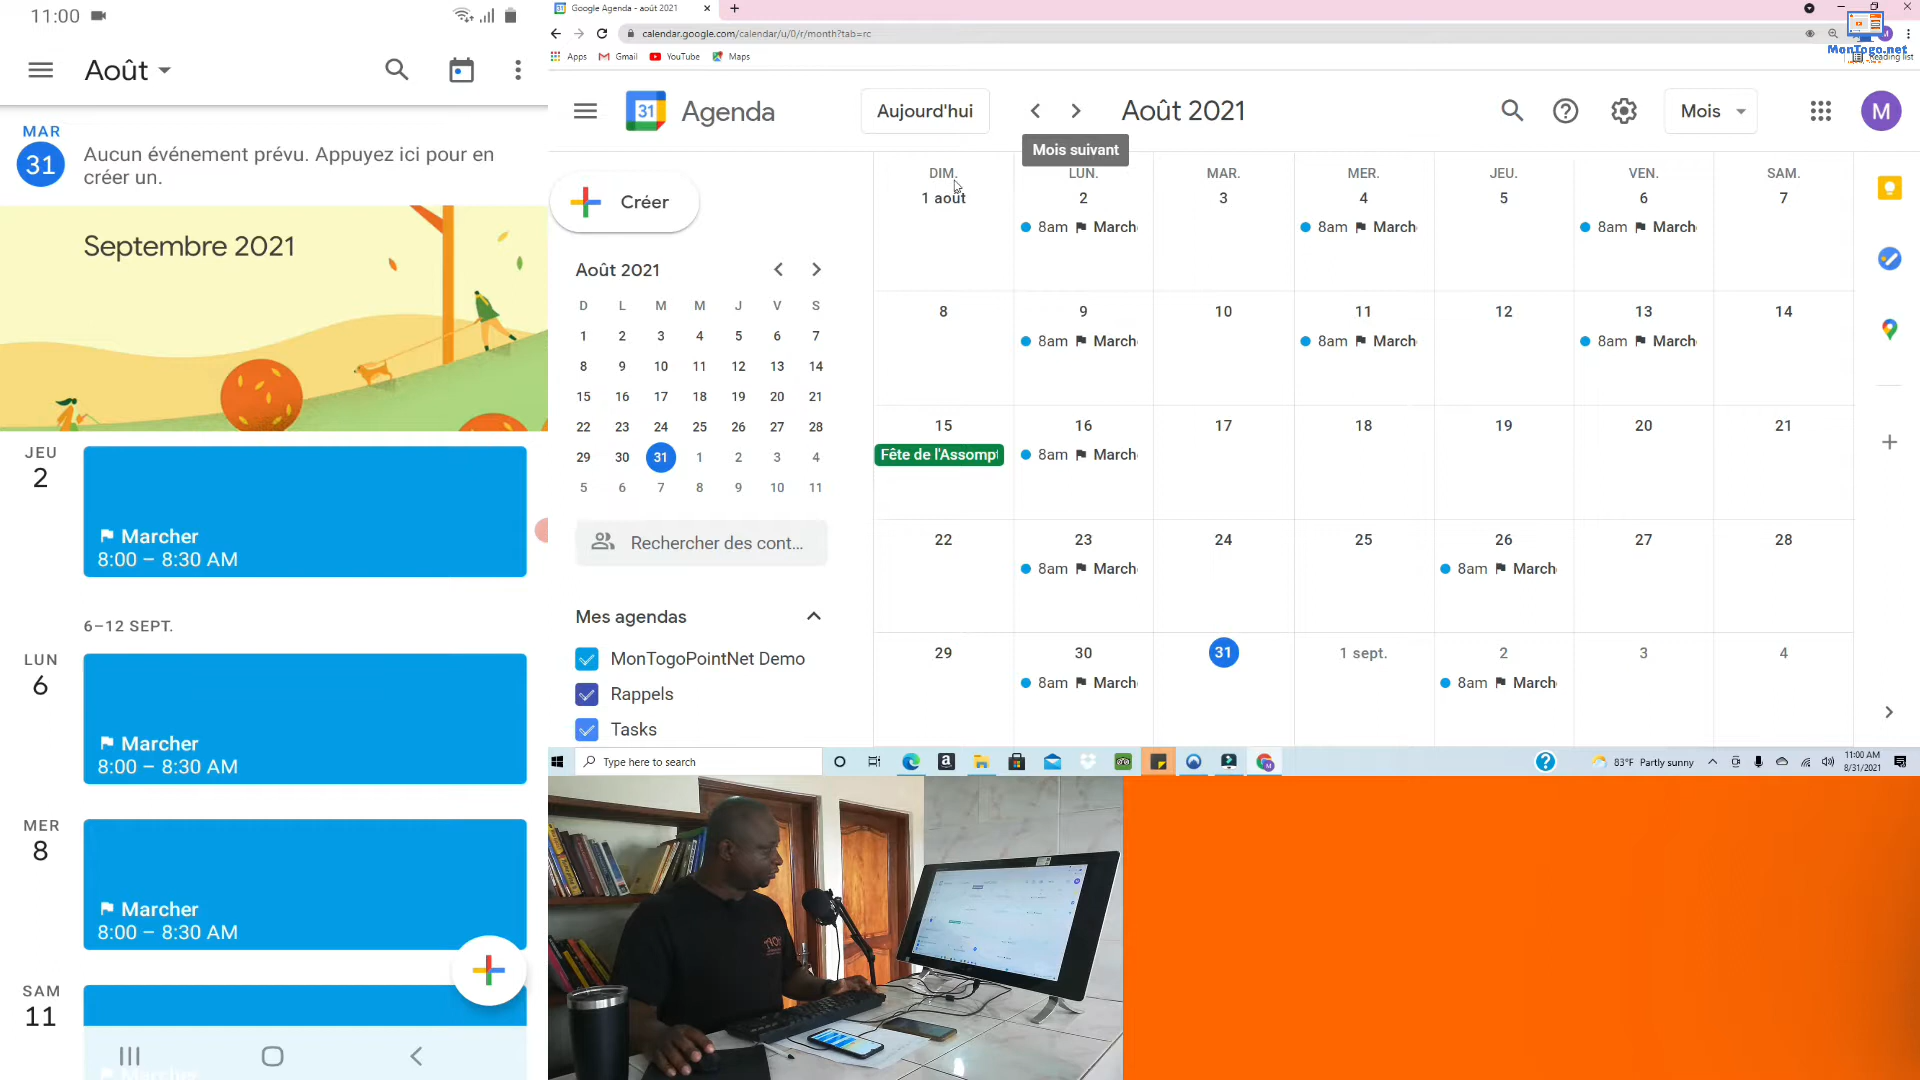 11:00
Août
MAR
31
Aucun événement prévu. Appuyez ici pour en
créer un.
Septembre 2021
JEU
2
Marcher
8:00 – 8:30 AM
6–12 SEPT.
LUN
6
Marcher
8:00 – 8:30 AM
MER
8
Marcher
8:00 – 8:30 AM
SAM
11
Google Agenda - août 2021
calendar.google.com/calendar/u/0/r/month?tab=rc
Apps Gmail YouTube Maps
MonTogo.net
Reading list
31 Agenda Aujourd'hui Août 2021 Mois M
Mois suivant
Créer
Août 2021
D L M M J V S
1 2 3 4 5 6 7
8 9 10 11 12 13 14
15 16 17 18 19 20 21
22 23 24 25 26 27 28
29 30 31 1 2 3 4
5 6 7 8 9 10 11
Rechercher des cont...
Mes agendas
MonTogoPointNet Demo
Rappels
Tasks
DIM. LUN. MAR. MER. JEU. VEN. SAM.
1 août 2 3 4 5 6 7
8am March 8am March 8am March
8 9 10 11 12 13 14
8am March 8am March 8am March
15 16 17 18 19 20 21
Fête de l'Assompt 8am March
22 23 24 25 26 27 28
8am March 8am March
29 30 31 1 sept. 2 3 4
8am March 8am March
Type here to search
83°F Partly sunny
11:00 AM
8/31/2021